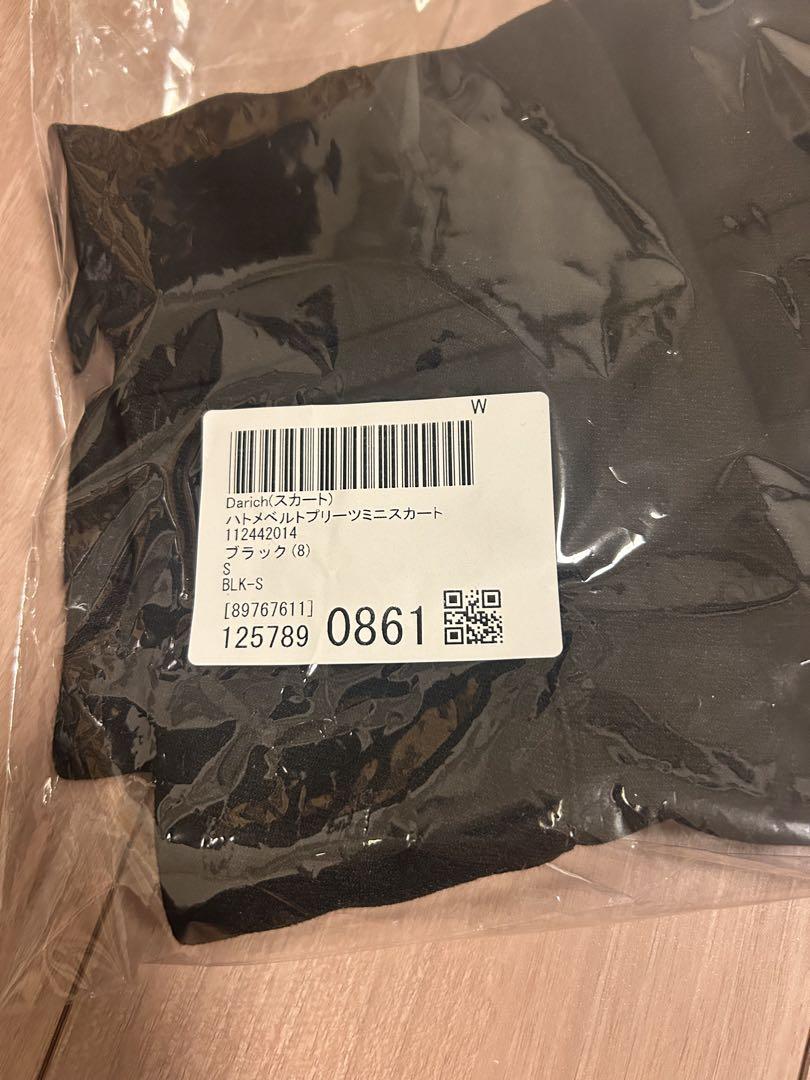 W
Darich(スカート)
ハトメベルトプリーツミニスカート
112442014
ブラック(8)
S
BLK-S
[89767611]
125789 0861